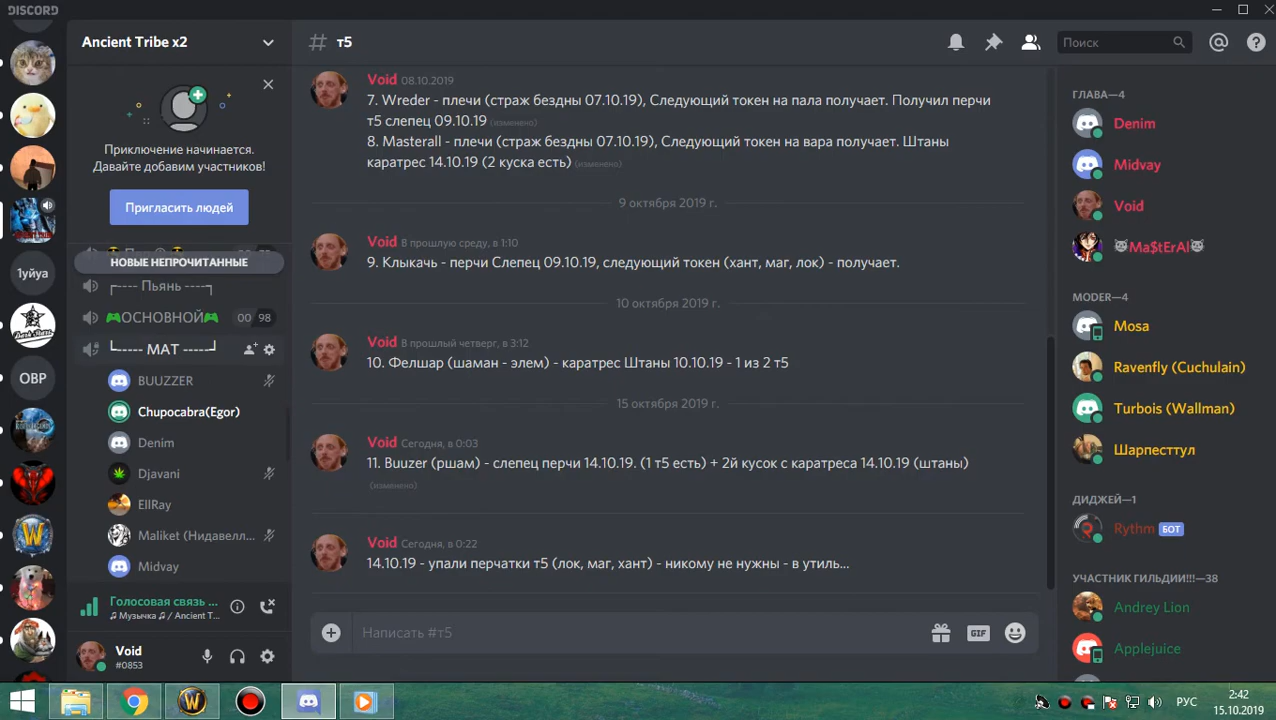 DISCORD
Ancient Tribe x2
Приключение начинается.
Давайте добавим участников!
Пригласить людей
НОВЫЕ НЕПРОЧИТАННЫЕ
┌---- Пьянь ----┐
ОСНОВНОЙ
00 98
└----- МАТ -----┘
BUUZZER
Chupocabra(Egor)
Denim
Djavani
EllRay
Maliket (Нидавелл...
Midvay
Голосовая связь ...
♫ Музычка ♫ / Ancient T...
Void
#0853
1уйуа
ОВР
# т5
Поиск
Void 08.10.2019
7. Wreder - плечи (страж бездны 07.10.19), Следующий токен на пала получает. Получил перчи
т5 слепец 09.10.19 (изменено)
8. Masterall - плечи (страж бездны 07.10.19), Следующий токен на вара получает. Штаны
каратрес 14.10.19 (2 куска есть) (изменено)
9 октября 2019 г.
Void В прошлую среду, в 1:10
9. Клыкачь - перчи Слепец 09.10.19, следующий токен (хант, маг, лок) - получает.
10 октября 2019 г.
Void В прошлый четверг, в 3:12
10. Фелшар (шаман - элем) - каратрес Штаны 10.10.19 - 1 из 2 т5
15 октября 2019 г.
Void Сегодня, в 0:03
11. Buuzer (ршам) - слепец перчи 14.10.19. (1 т5 есть) + 2й кусок с каратреса 14.10.19 (штаны)
(изменено)
Void Сегодня, в 0:22
14.10.19 - упали перчатки т5 (лок, маг, хант) - никому не нужны - в утиль...
Написать #т5
GIF
ГЛАВА—4
Denim
Midvay
Void
Ma$tErAl
MODER—4
Mosa
Ravenfly (Cuchulain)
Turbois (Wallman)
Шарпесттул
ДИДЖЕЙ—1
Rythm БОТ
УЧАСТНИК ГИЛЬДИИ!!!—38
Andrey Lion
Applejuice
РУС
2:42
15.10.2019